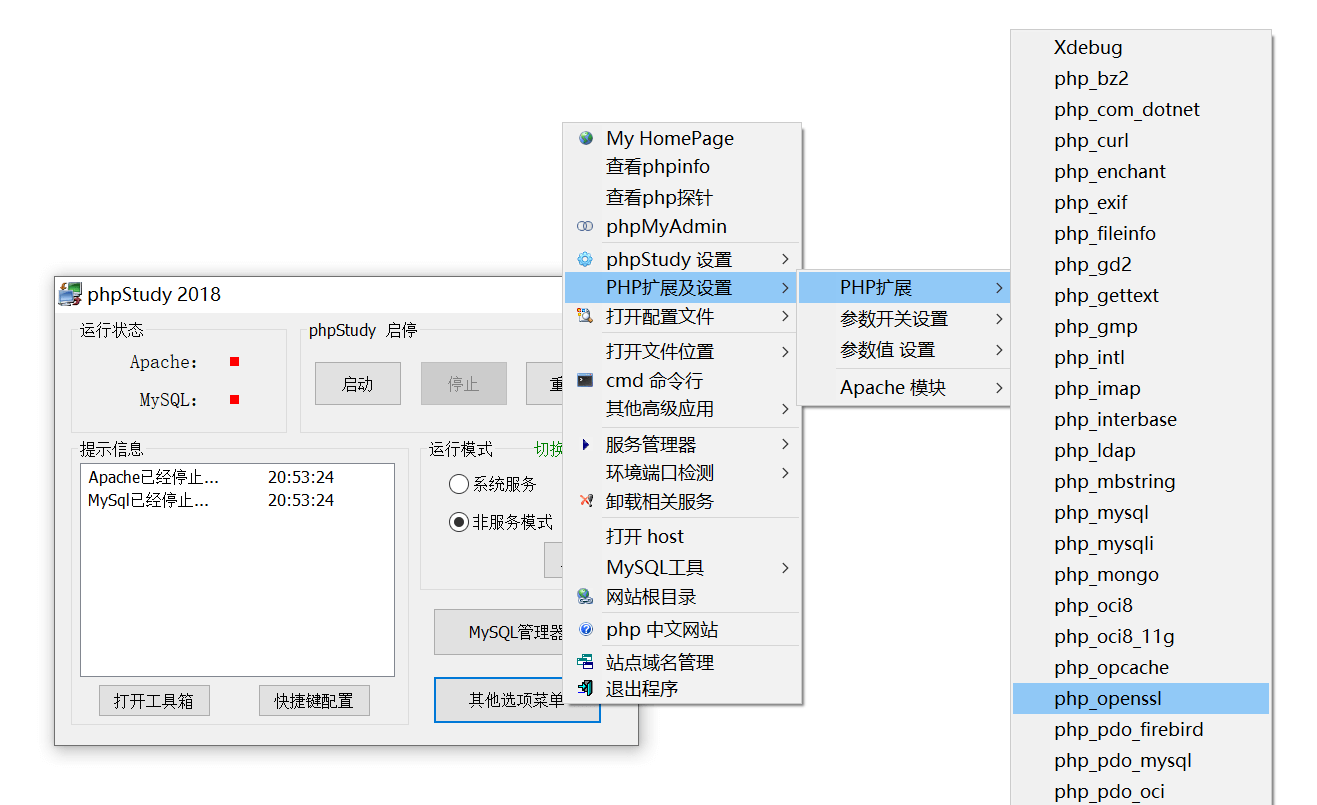 phpStudy 2018
运行状态
Apache:
MySQL:
phpStudy 启停
启动
停止
提示信息
Apache已经停止... 20:53:24
MySql已经停止... 20:53:24
打开工具箱
快捷键配置
运行模式
切换
系统服务
非服务模式
MySQL管理器
其他选项菜单
My HomePage
查看phpinfo
查看php探针
phpMyAdmin
phpStudy 设置
PHP扩展及设置
打开配置文件
打开文件位置
cmd 命令行
其他高级应用
服务管理器
环境端口检测
卸载相关服务
打开 host
MySQL工具
网站根目录
php 中文网站
站点域名管理
退出程序
PHP扩展
参数开关设置
参数值 设置
Apache 模块
Xdebug
php_bz2
php_com_dotnet
php_curl
php_enchant
php_exif
php_fileinfo
php_gd2
php_gettext
php_gmp
php_intl
php_imap
php_interbase
php_ldap
php_mbstring
php_mysql
php_mysqli
php_mongo
php_oci8
php_oci8_11g
php_opcache
php_openssl
php_pdo_firebird
php_pdo_mysql
php_pdo_oci